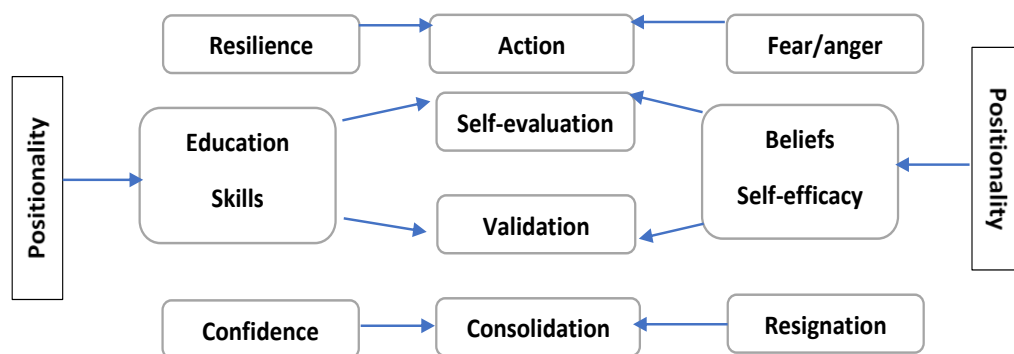 Resilience
Action
Fear/anger
Positionality
Education
Skills
Self-evaluation
Validation
Beliefs
Self-efficacy
Positionality
Confidence
Consolidation
Resignation